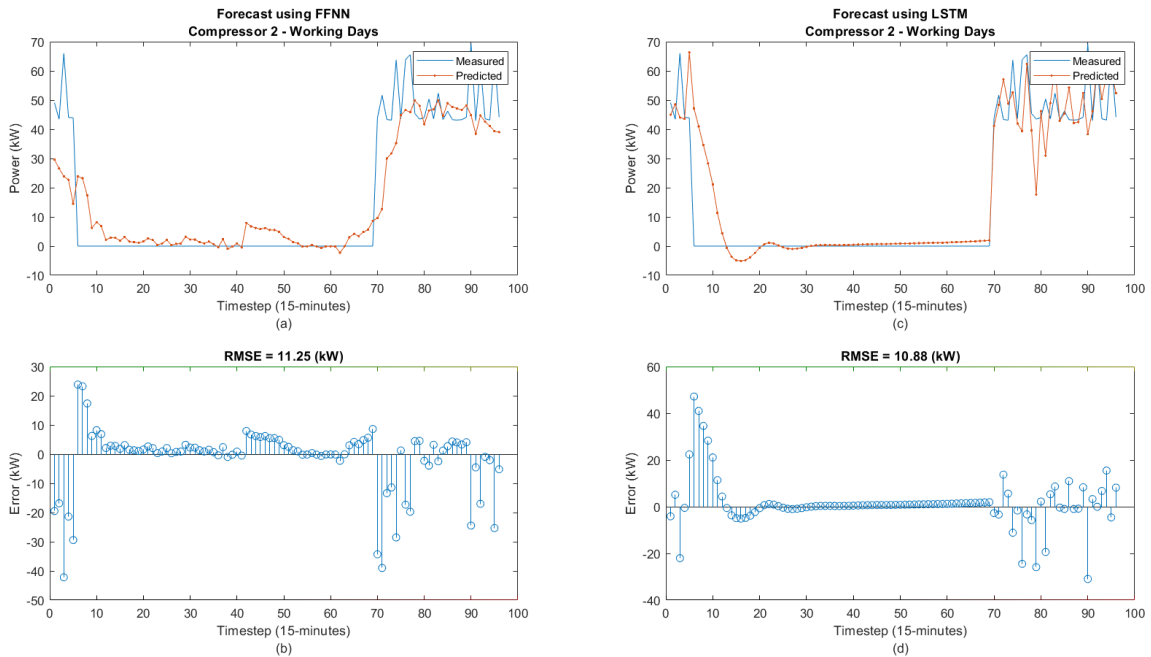 Forecast using FFNN
Compressor 2 - Working Days
70
60
50
40
30
20
10
0
-10
Power (kW)
Measured
Predicted
0 10 20 30 40 50 60 70 80 90 100
Timestep (15-minutes)
(a)
Forecast using LSTM
Compressor 2 - Working Days
70
60
50
40
30
20
10
0
-10
Power (kW)
Measured
Predicted
0 10 20 30 40 50 60 70 80 90 100
Timestep (15-minutes)
(c)
RMSE = 11.25 (kW)
30
20
10
0
-10
-20
-30
-40
-50
Error (kW)
0 10 20 30 40 50 60 70 80 90 100
Timestep (15-minutes)
(b)
RMSE = 10.88 (kW)
60
40
20
0
-20
-40
Error (kW)
0 10 20 30 40 50 60 70 80 90 100
Timestep (15-minutes)
(d)